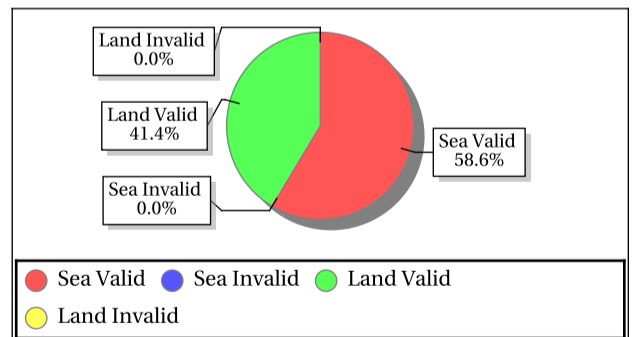 Land Invalid
0.0%
Land Valid
41.4%
Sea Valid
58.6%
Sea Invalid
0.0%
Sea Valid Sea Invalid Land Valid
Land Invalid